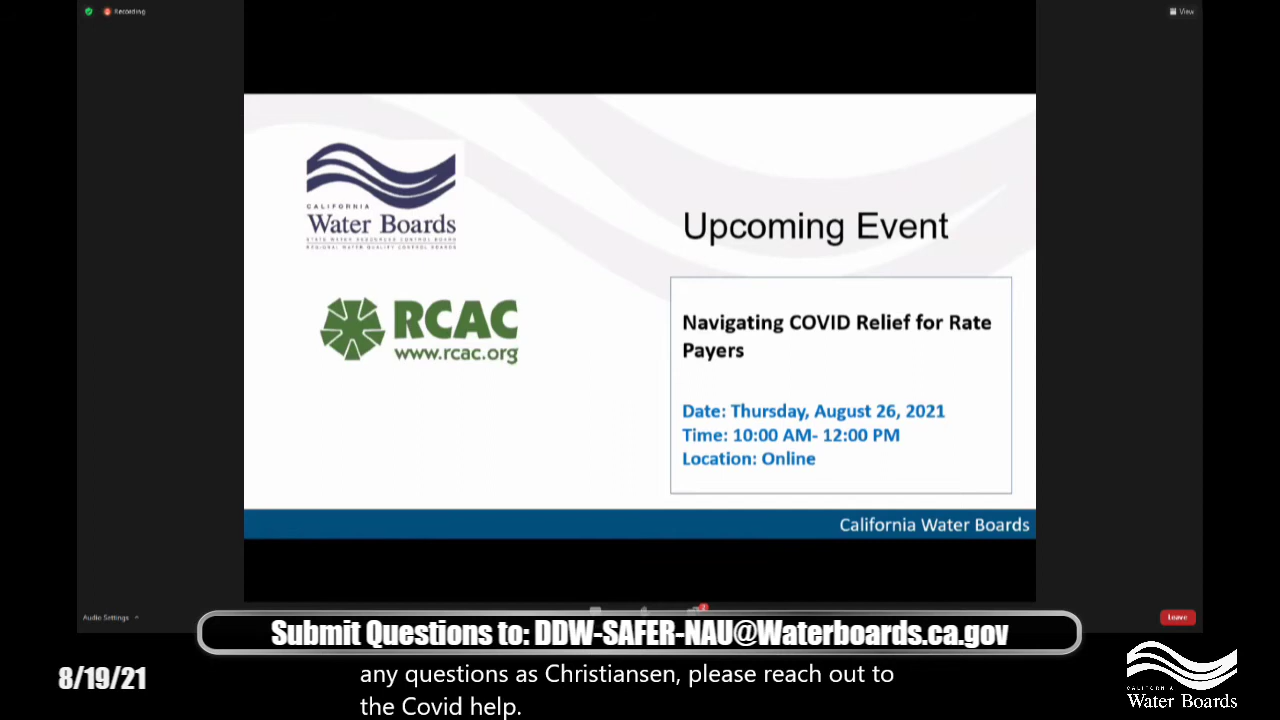 Recording
View
CALIFORNIA
Water Boards
STATE WATER RESOURCES CONTROL BOARD
REGIONAL WATER QUALITY CONTROL BOARDS
RCAC
www.rcac.org
Upcoming Event
Navigating COVID Relief for Rate
Payers
Date: Thursday, August 26, 2021
Time: 10:00 AM- 12:00 PM
Location: Online
California Water Boards
2
Audio Settings
Leave
Submit Questions to: DDW-SAFER-NAU@Waterboards.ca.gov
8/19/21
any questions as Christiansen, please reach out to
the Covid help.
CALIFORNIA
Water Boards